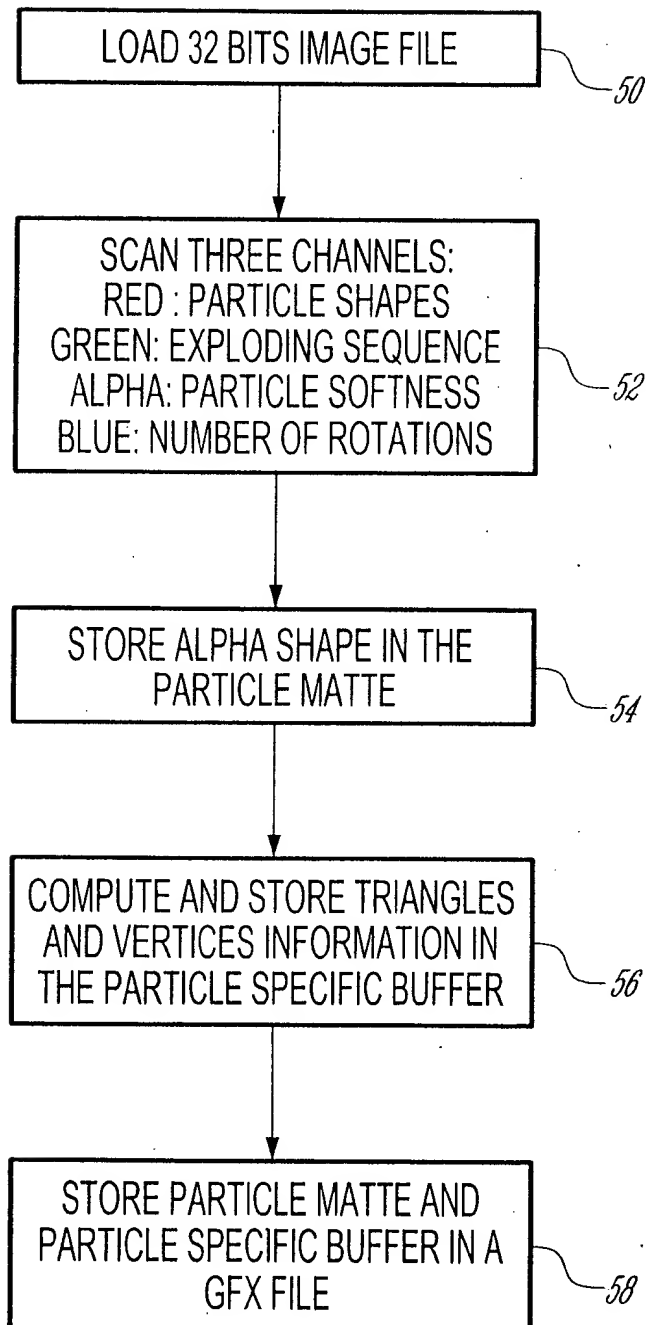 LOAD 32 BITS IMAGE FILE
50
SCAN THREE CHANNELS:
RED : PARTICLE SHAPES
GREEN: EXPLODING SEQUENCE
ALPHA: PARTICLE SOFTNESS
BLUE: NUMBER OF ROTATIONS
52
STORE ALPHA SHAPE IN THE
PARTICLE MATTE
54
COMPUTE AND STORE TRIANGLES
AND VERTICES INFORMATION IN
THE PARTICLE SPECIFIC BUFFER
56
STORE PARTICLE MATTE AND
PARTICLE SPECIFIC BUFFER IN A
GFX FILE
58